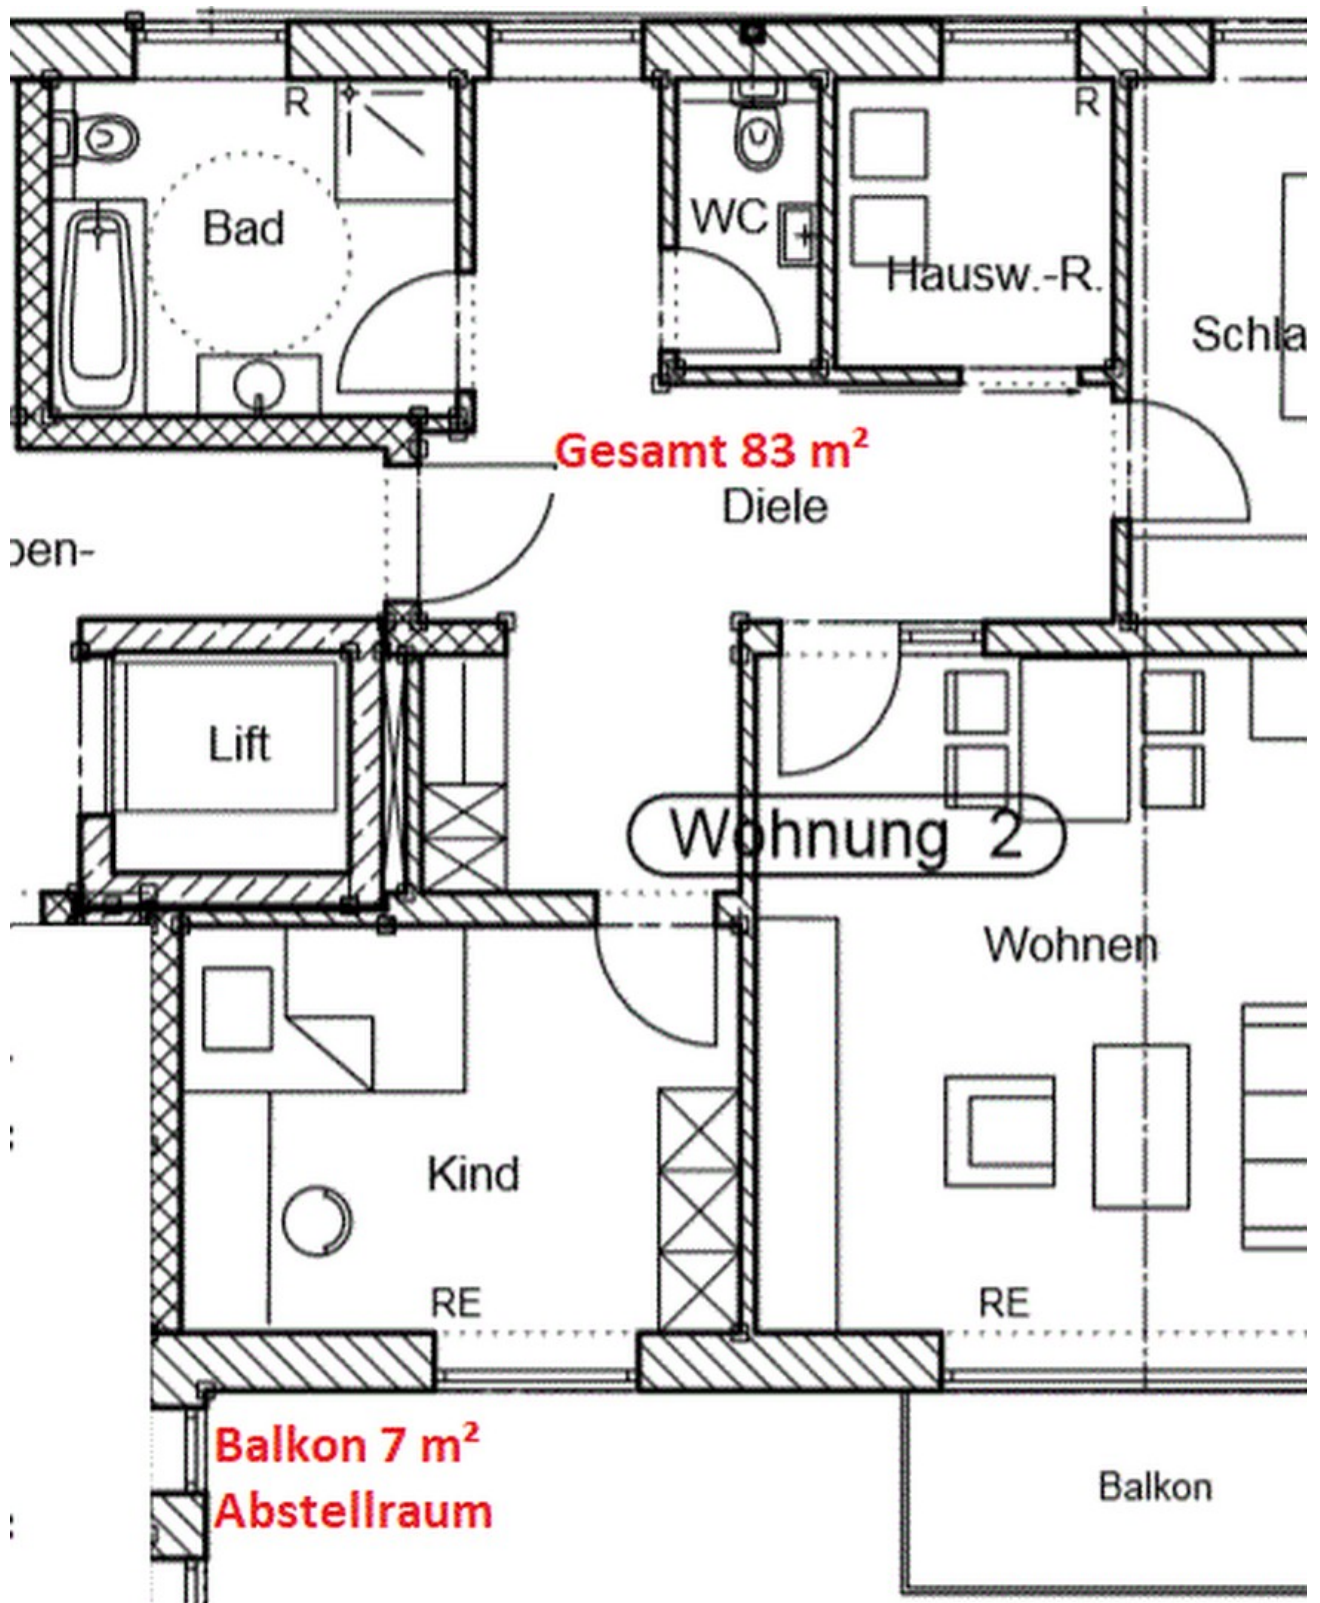 R
R
Bad
WC
Hausw.-R.
Schla
Gesamt 83 m²
Diele
ben-
Lift
Wohnung 2
Wohnen
Kind
RE
RE
Balkon 7 m²
Abstellraum
Balkon